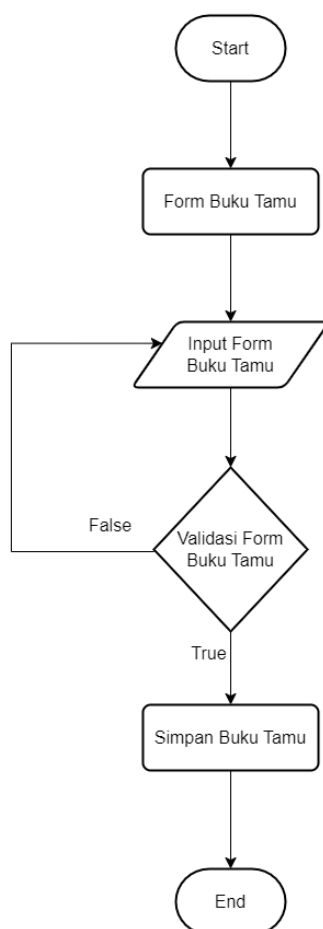 Start
Form Buku Tamu
Input Form
Buku Tamu
False
Validasi Form
Buku Tamu
True
Simpan Buku Tamu
End